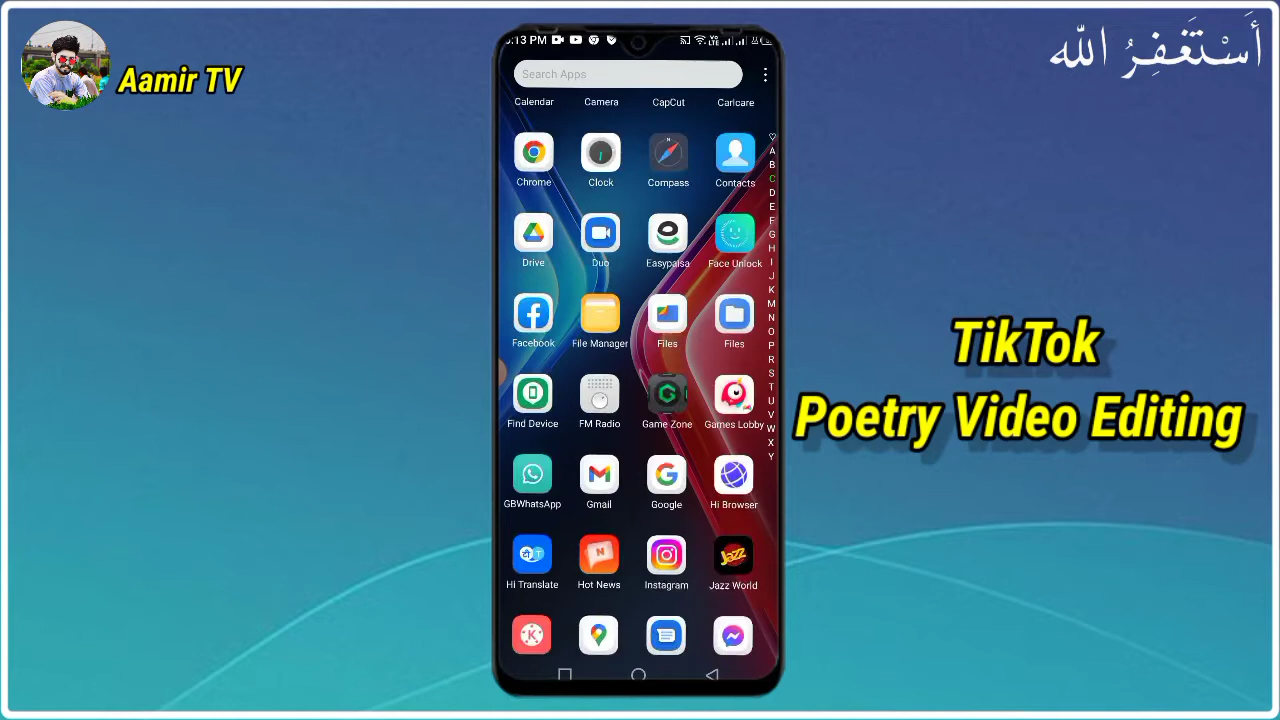 Aamir TV
أَسْتَغْفِرُ اللّٰه
:13 PM
Search Apps
Calendar Camera CapCut Carlcare
Chrome Clock Compass Contacts
Drive Duo Easypaisa Face Unlock
Facebook File Manager Files Files
Find Device FM Radio Game Zone Games Lobby
GBWhatsApp Gmail Google Hi Browser
Hi Translate Hot News Instagram Jazz World
A
B
C
D
E
F
G
H
I
J
K
M
N
O
P
R
S
T
U
V
W
X
Y
TikTok
Poetry Video Editing